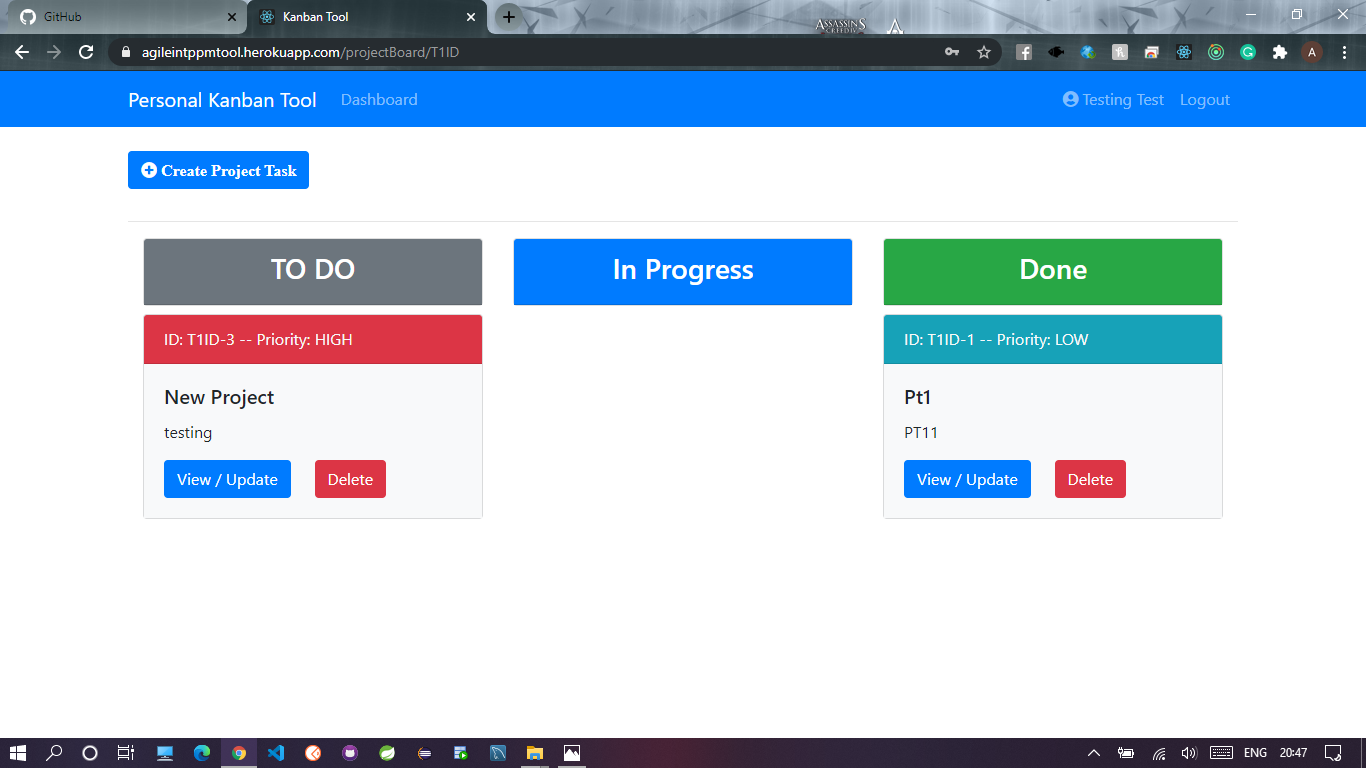 GitHub
Kanban Tool
ASSASSINS
CREED IV
agileintppmtool.herokuapp.com/projectBoard/T1ID
A
Personal Kanban Tool
Dashboard
Testing Test
Logout
Create Project Task
TO DO
In Progress
Done
ID: T1ID-3 -- Priority: HIGH
New Project
testing
View / Update
Delete
ID: T1ID-1 -- Priority: LOW
Pt1
PT11
View / Update
Delete
ENG
20:47